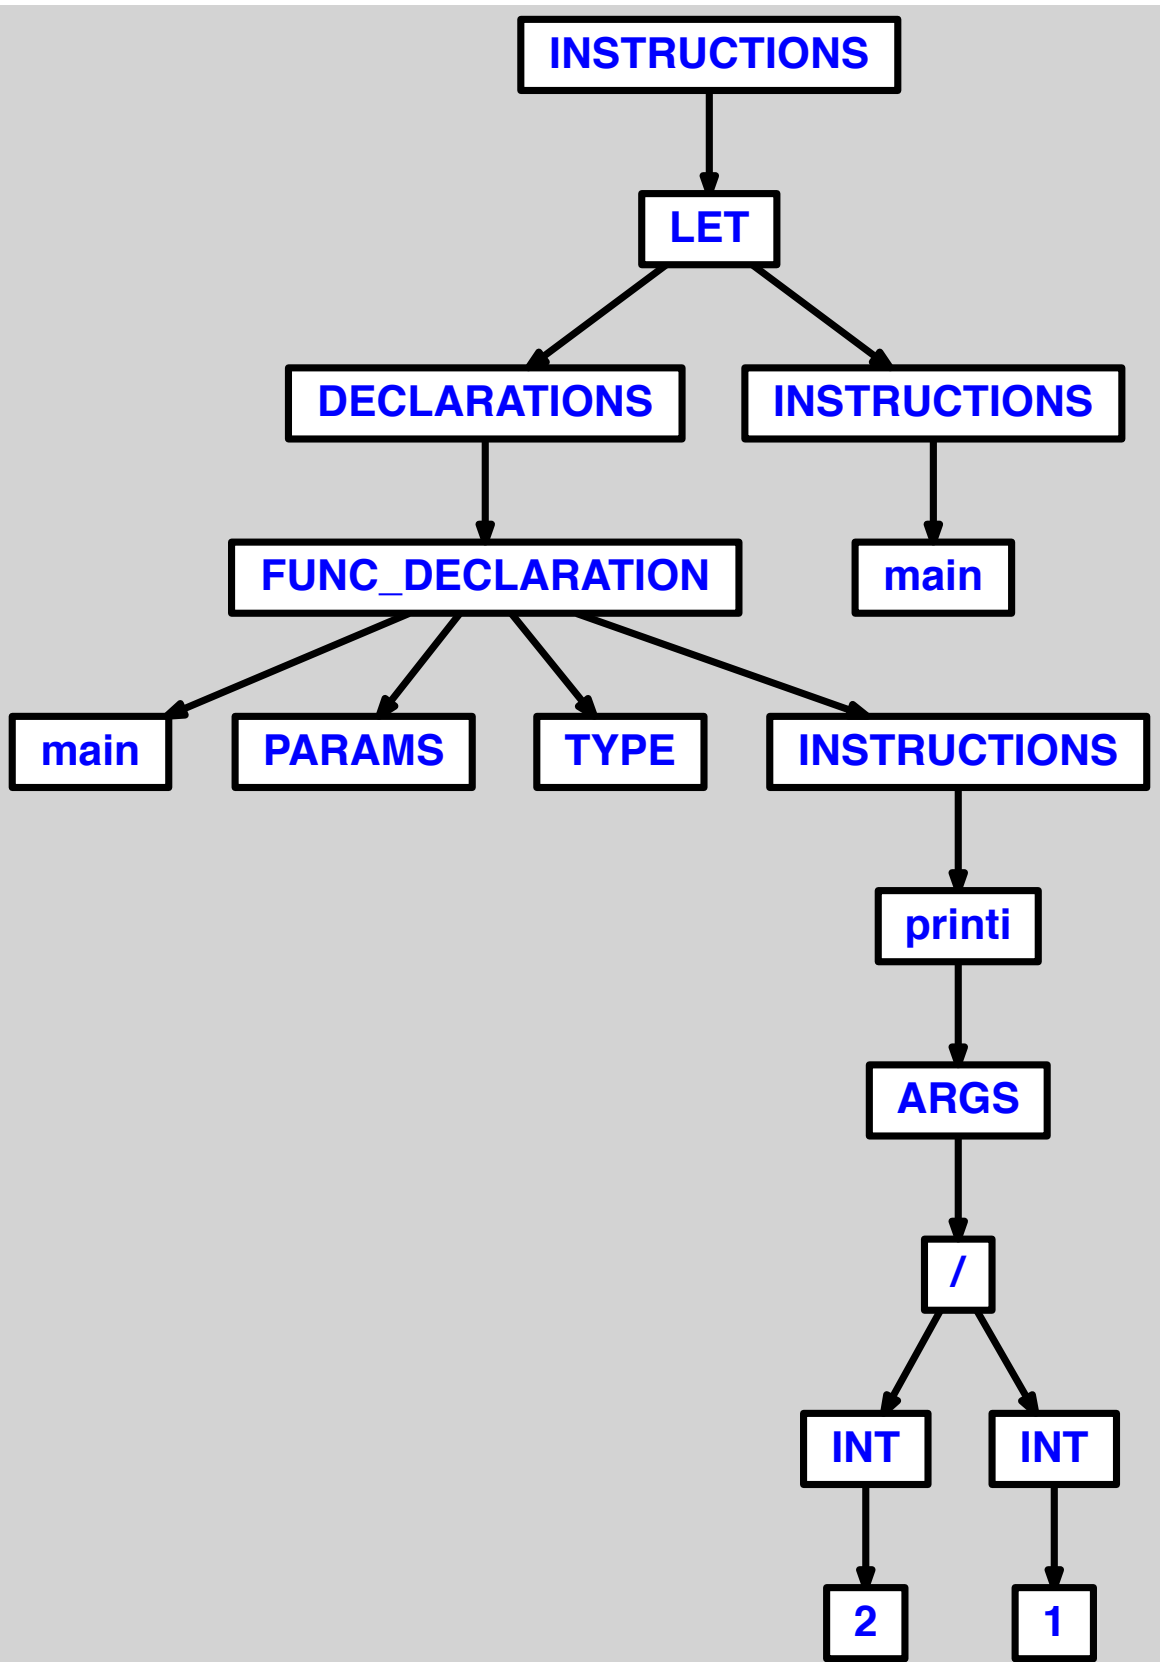 INSTRUCTIONS
LET
DECLARATIONS
INSTRUCTIONS
FUNC_DECLARATION
main
main
PARAMS
TYPE
INSTRUCTIONS
printi
ARGS
/
INT
INT
2
1